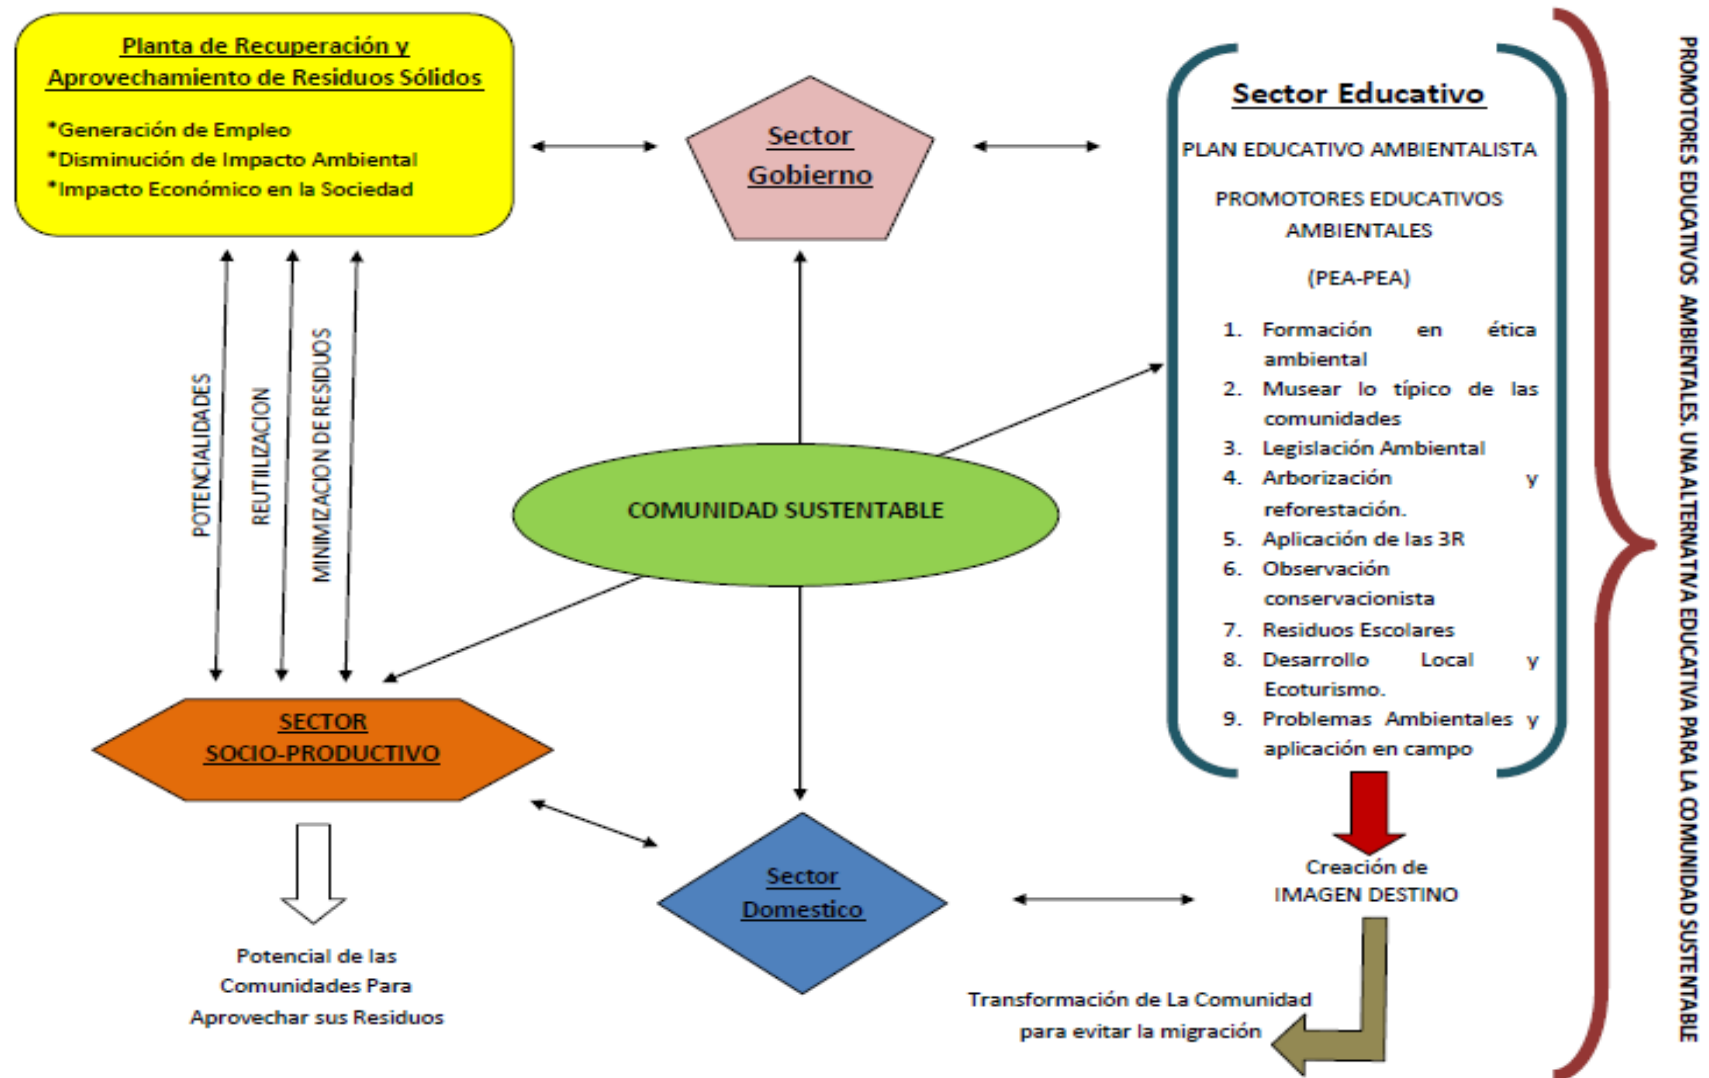 Planta de Recuperación y
Aprovechamiento de Residuos Sólidos
*Generación de Empleo
*Disminución de Impacto Ambiental
*Impacto Económico en la Sociedad
Sector
Gobierno
Sector Educativo
PLAN EDUCATIVO AMBIENTALISTA
PROMOTORES EDUCATIVOS
AMBIENTALES
(PEA-PEA)
1. Formación en ética
ambiental
2. Musear lo típico de las
comunidades
3. Legislación Ambiental
4. Arborización y
reforestación.
5. Aplicación de las 3R
6. Observación
conservacionista
7. Residuos Escolares
8. Desarrollo Local y
Ecoturismo.
9. Problemas Ambientales y
aplicación en campo
PROMOTORES EDUCATIVOS AMBIENTALES, UNA ALTERNATIVA EDUCATIVA PARA LA COMUNIDAD SUSTENTABLE
POTENCIALIDADES
REUTIILIZACION
MINIMIZACION DE RESIDUOS
COMUNIDAD SUSTENTABLE
SECTOR
SOCIO-PRODUCTIVO
Sector
Domestico
Creación de
IMAGEN DESTINO
Potencial de las
Comunidades Para
Aprovechar sus Residuos
Transformación de La Comunidad
para evitar la migración